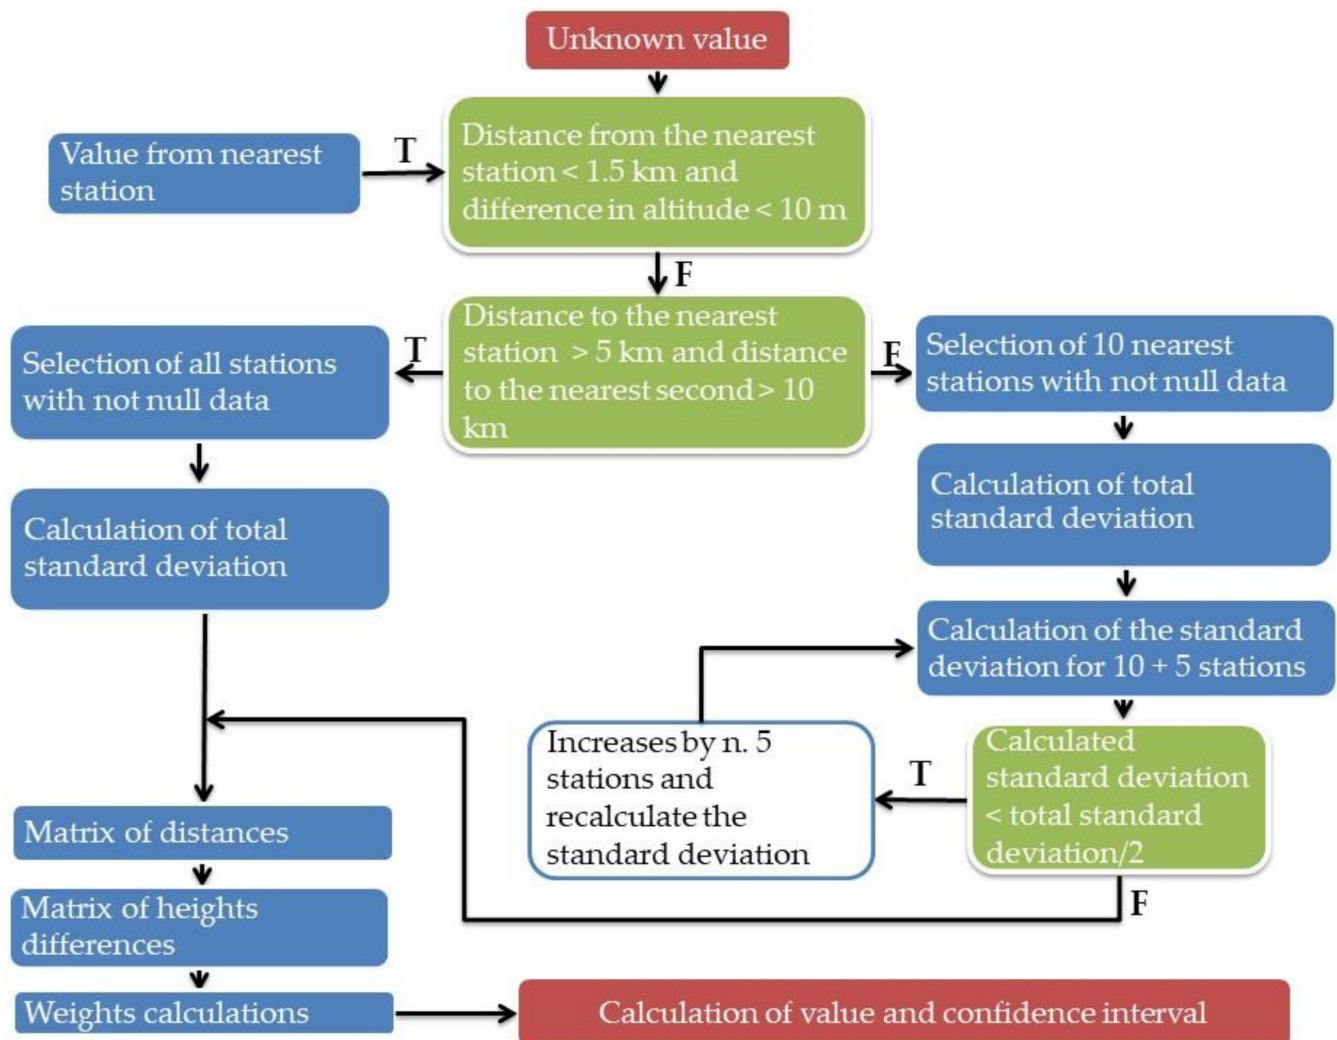 Unknown value
Value from nearest
station
T
Distance from the nearest
station < 1.5 km and
difference in altitude < 10 m
F
Distance to the nearest
station > 5 km and distance
to the nearest second > 10
km
T
F
Selection of all stations
with not null data
Selection of 10 nearest
stations with not null data
Calculation of total
standard deviation
Calculation of total
standard deviation
Calculation of the standard
deviation for 10 + 5 stations
Calculated
standard deviation
< total standard
deviation/2
T
Increases by n. 5
stations and
recalculate the
standard deviation
F
Matrix of distances
Matrix of heights
differences
Weights calculations
Calculation of value and confidence interval